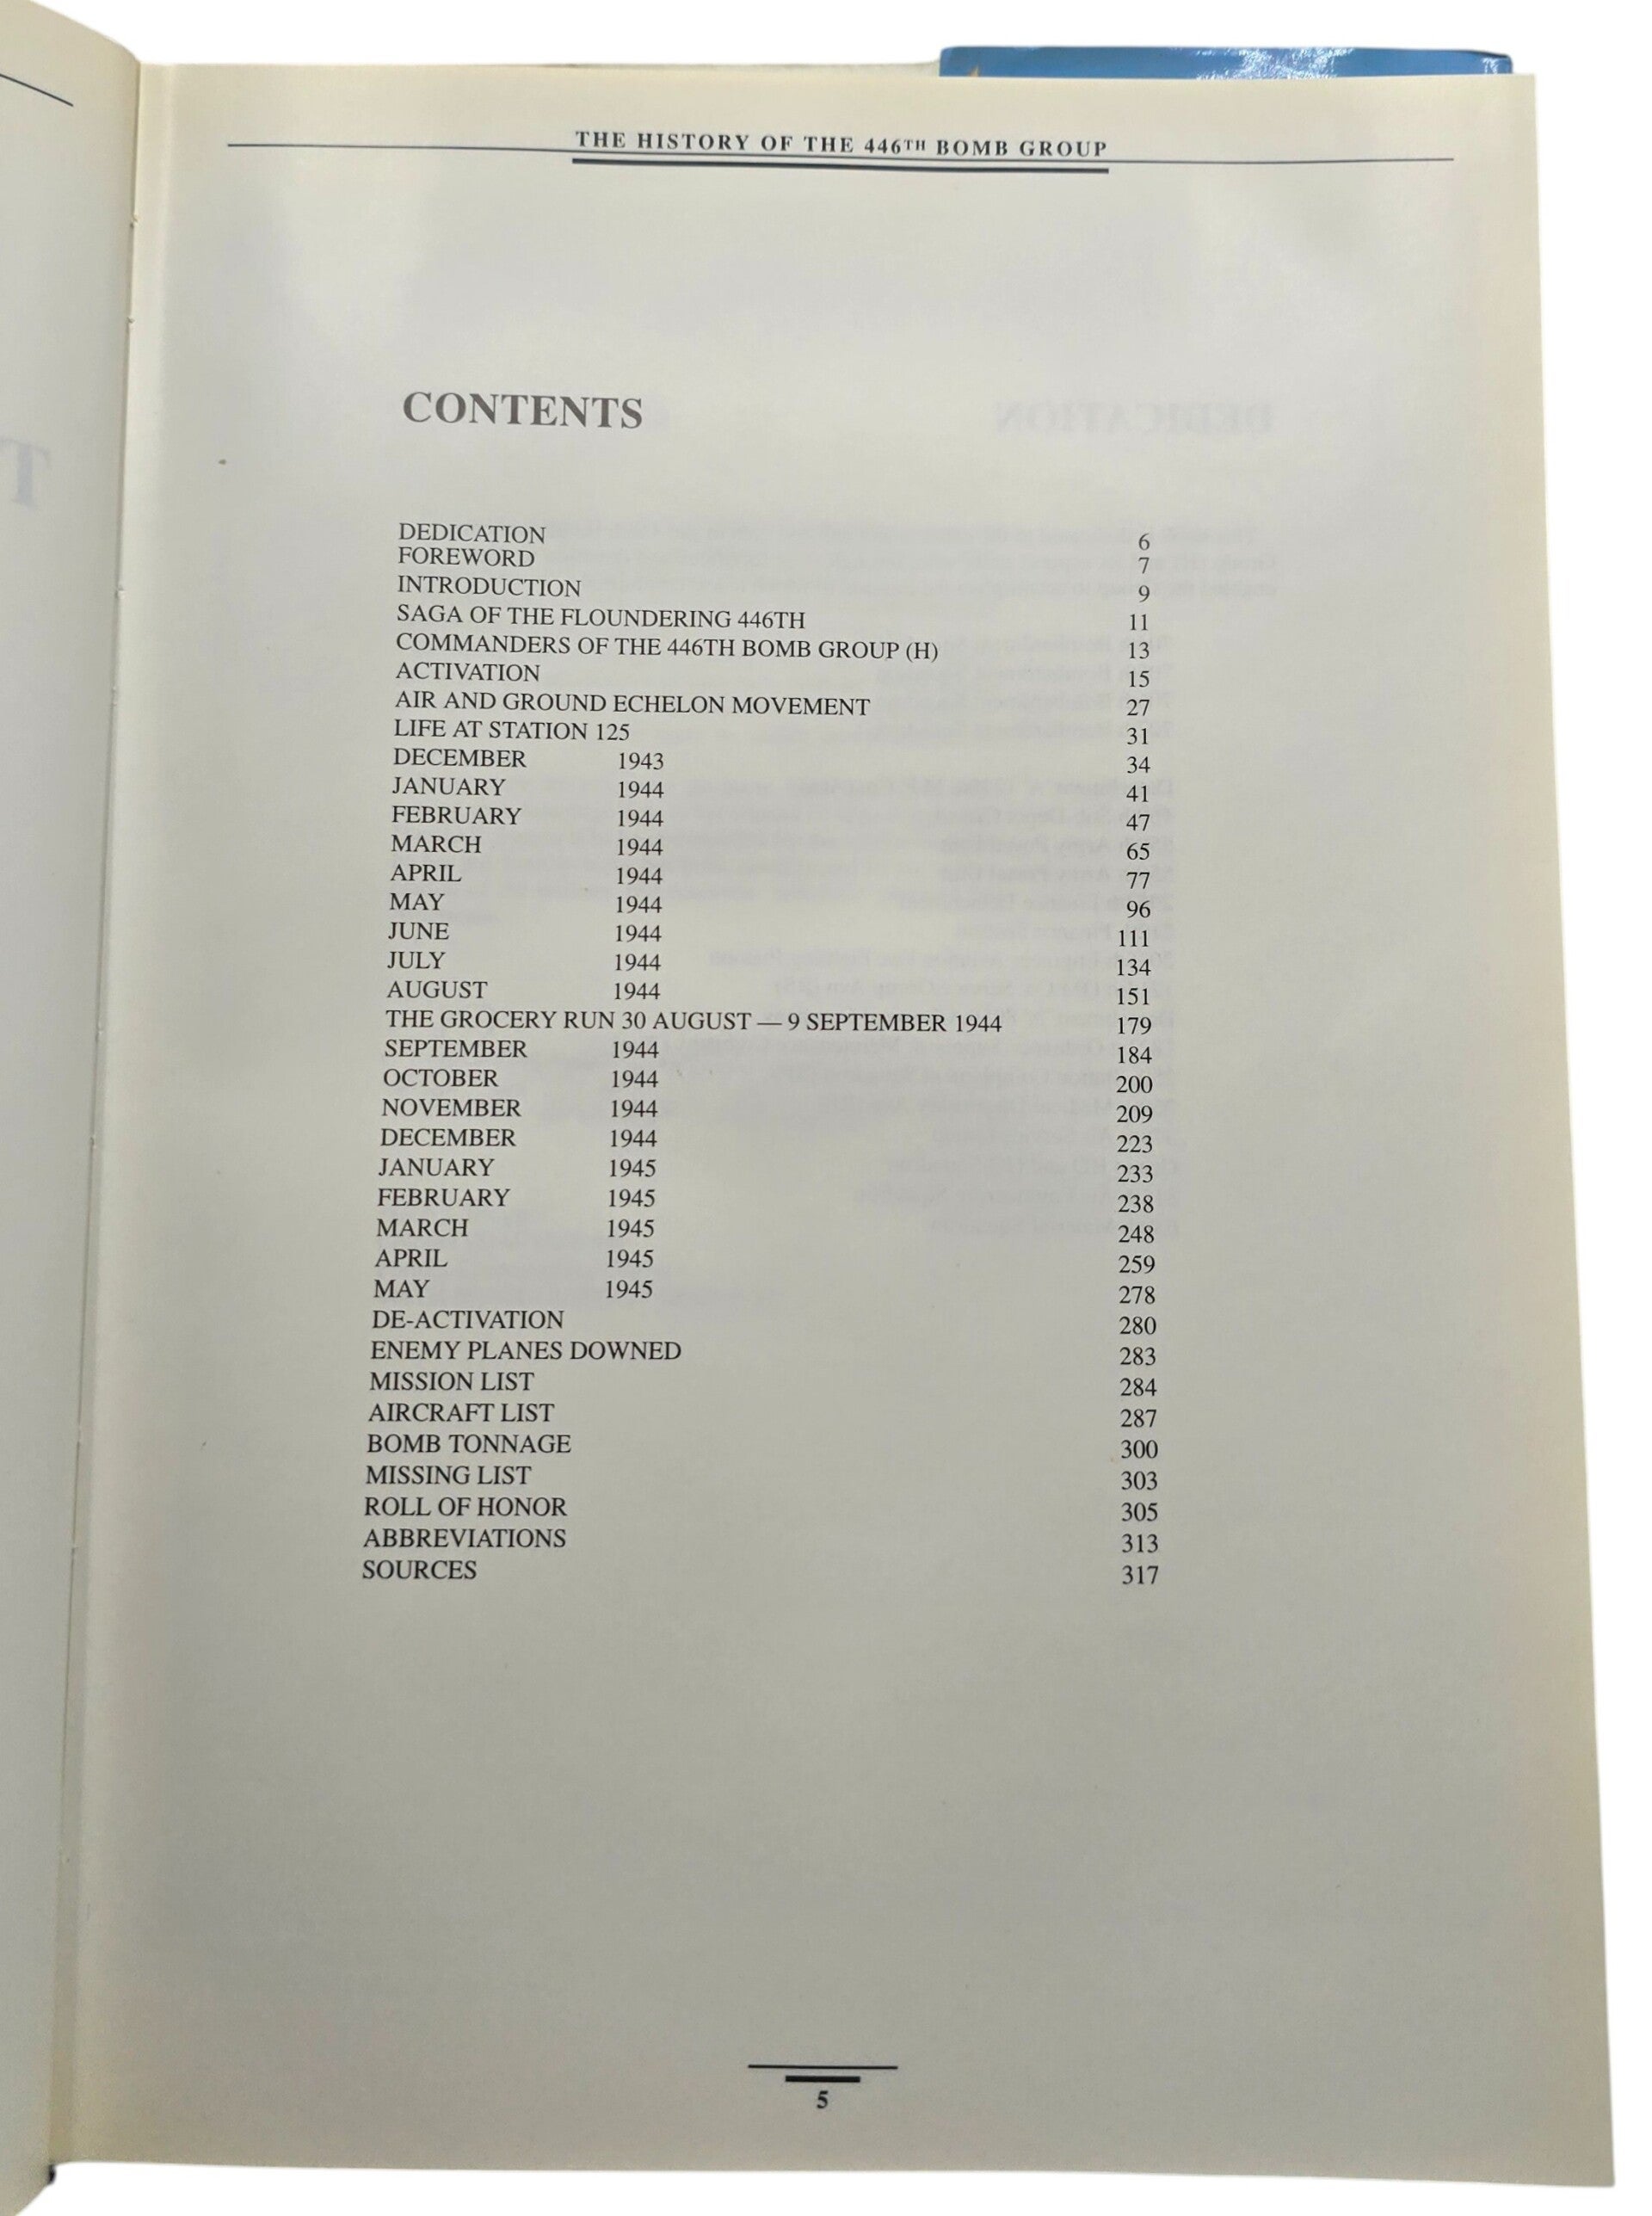 THE HISTORY OF THE 446TH BOMB GROUP
CONTENTS
DEDICATION 6
FOREWORD 7
INTRODUCTION 9
SAGA OF THE FLOUNDERING 446TH 11
COMMANDERS OF THE 446TH BOMB GROUP (H) 13
ACTIVATION 15
AIR AND GROUND ECHELON MOVEMENT 27
LIFE AT STATION 125 31
DECEMBER 1943 34
JANUARY 1944 41
FEBRUARY 1944 47
MARCH 1944 65
APRIL 1944 77
MAY 1944 96
JUNE 1944 111
JULY 1944 134
AUGUST 1944 151
THE GROCERY RUN 30 AUGUST — 9 SEPTEMBER 1944 179
SEPTEMBER 1944 184
OCTOBER 1944 200
NOVEMBER 1944 209
DECEMBER 1944 223
JANUARY 1945 233
FEBRUARY 1945 238
MARCH 1945 248
APRIL 1945 259
MAY 1945 278
DE-ACTIVATION 280
ENEMY PLANES DOWNED 283
MISSION LIST 284
AIRCRAFT LIST 287
BOMB TONNAGE 300
MISSING LIST 303
ROLL OF HONOR 305
ABBREVIATIONS 313
SOURCES 317
5